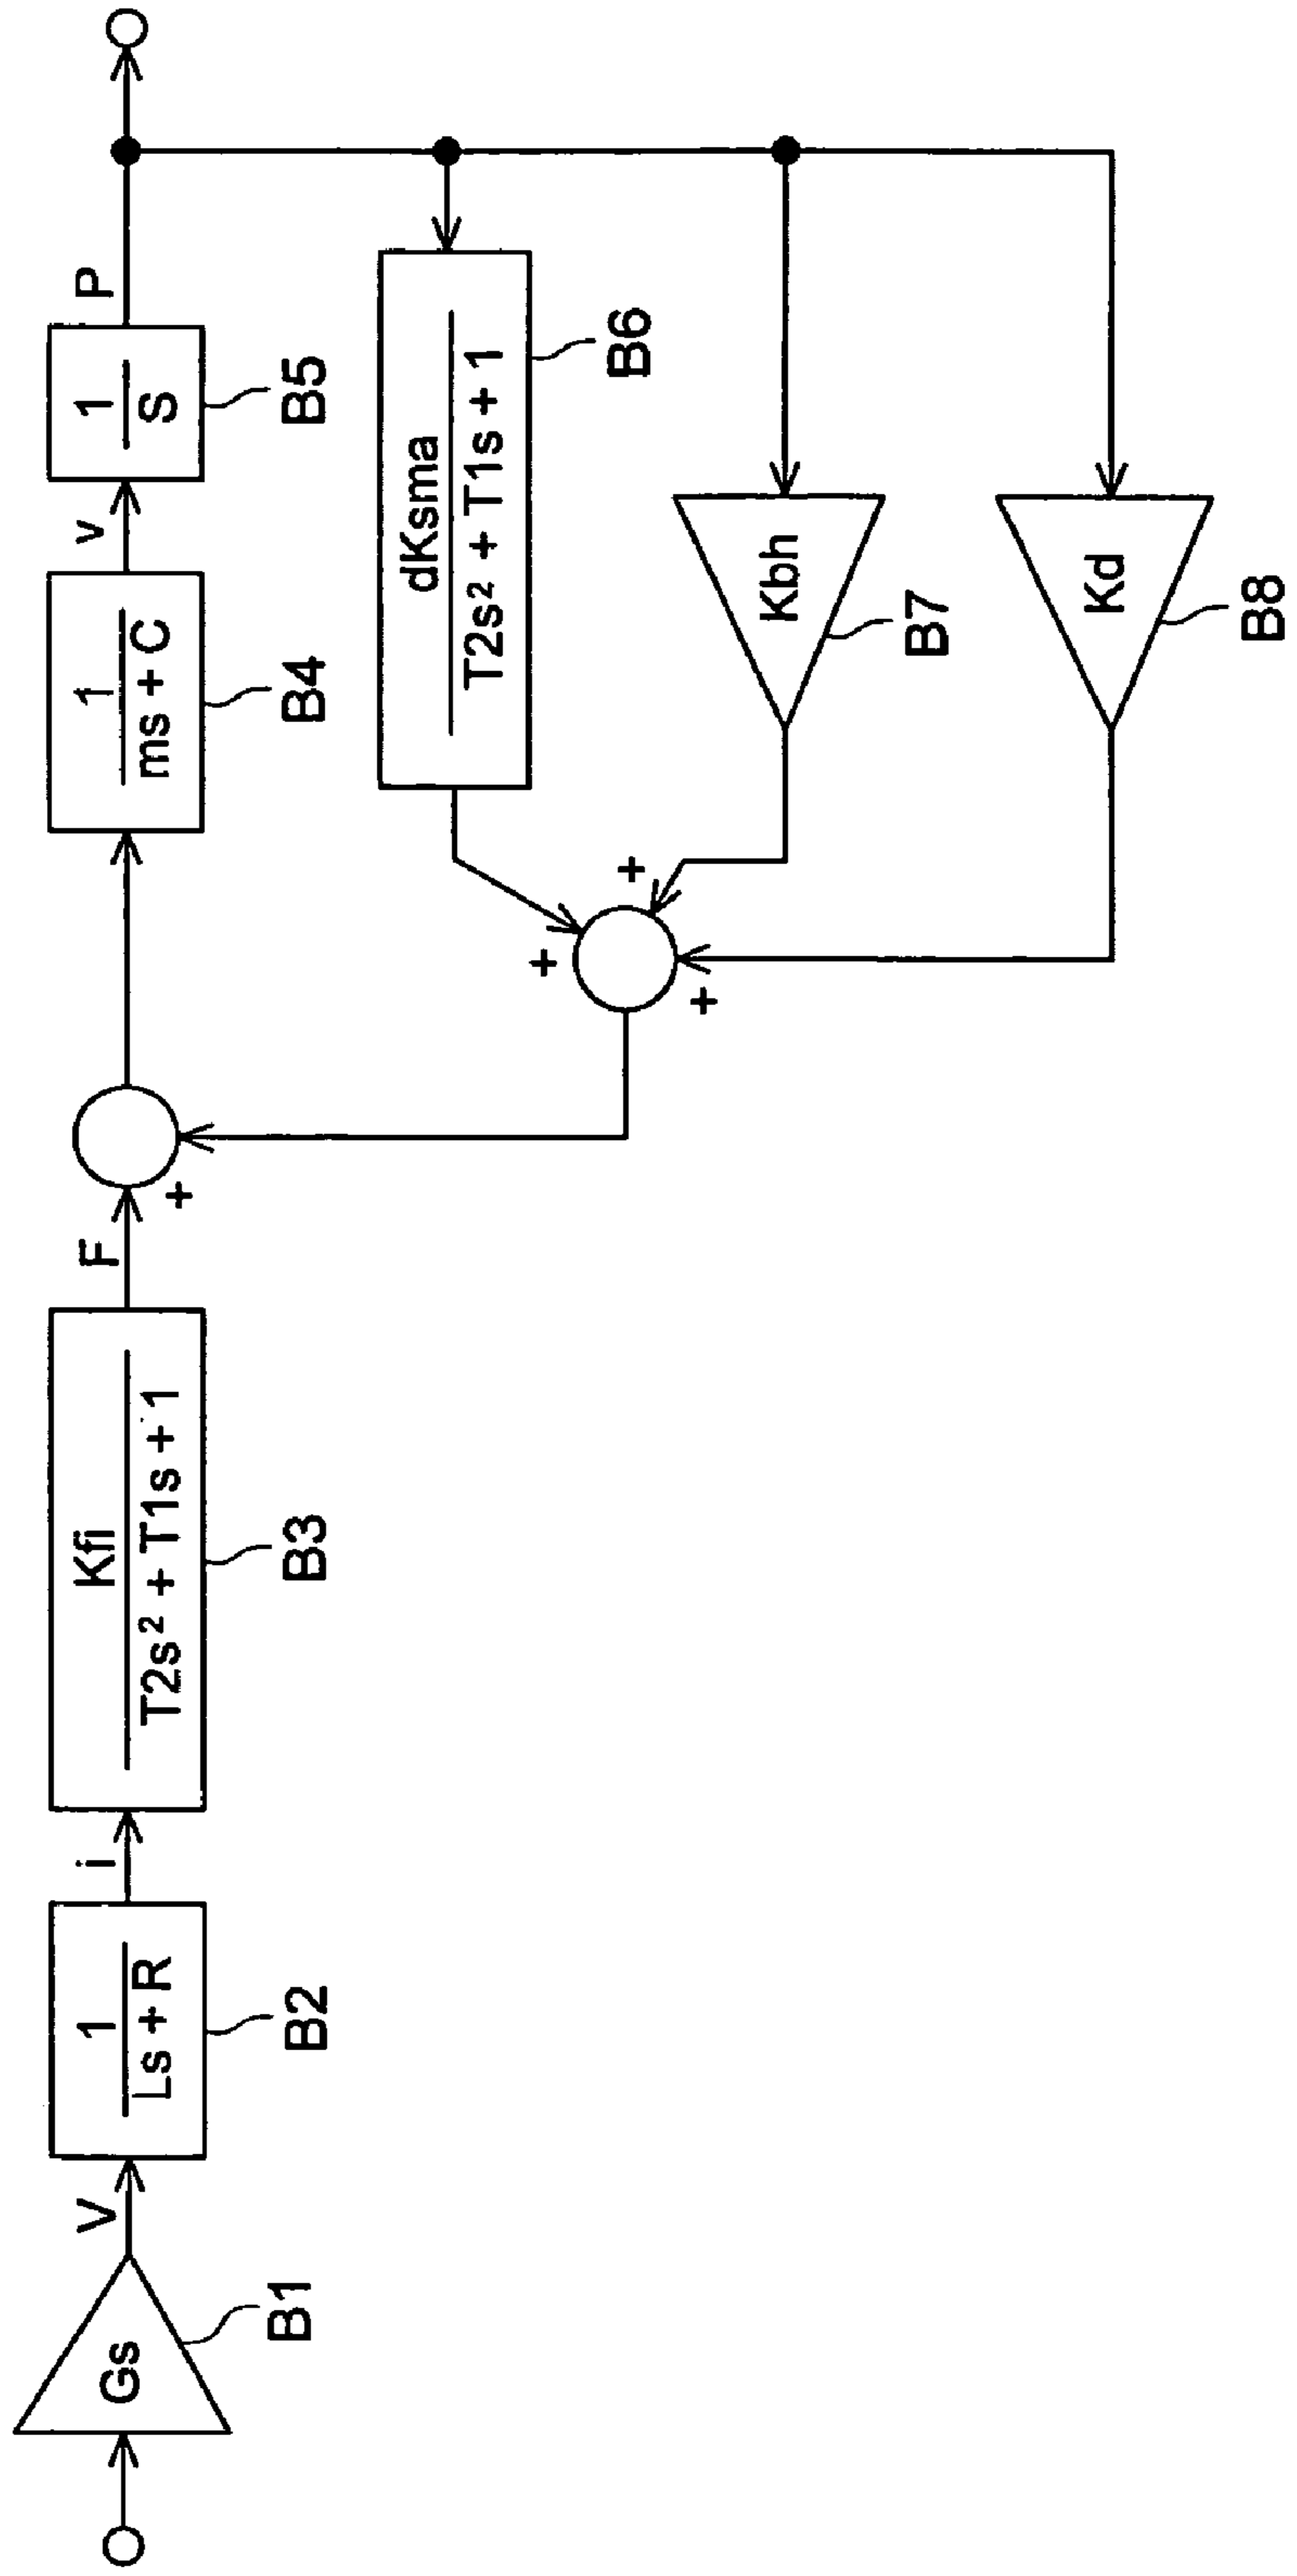 Gs
B1
V
1
Ls + R
B2
i
Kfi
T2s² + T1s + 1
B3
F
+
1
ms + C
B4
v
1
S
B5
P
dKsma
T2s² + T1s + 1
B6
+
+
+
Kbh
B7
Kd
B8